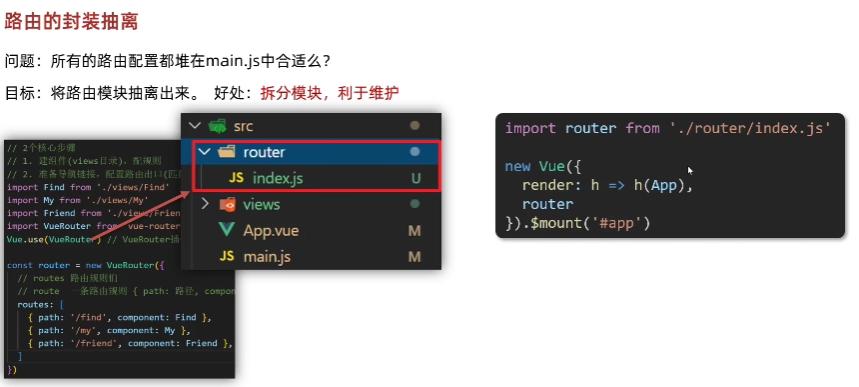 路由的封装抽离
问题：所有的路由配置都堆在main.js中合适么？
目标：将路由模块抽离出来。 好处：拆分模块，利于维护
// 2个核心步骤
// 1. 建组件(views目录)，配规则
// 2. 准备导航链接，配置路由出口(匹
import Find from './views/Find'
import My from './views/My'
import Friend from './views/Frien
import VueRouter from 'vue-router
Vue.use(VueRouter) // VueRouter插
const router = new VueRouter({
// routes 路由规则们
// route 一条路由规则 { path: 路径, compon
routes: [
{ path: '/find', component: Find },
{ path: '/my', component: My },
{ path: '/friend', component: Friend },
]
})
src
router
JS index.js U
views
App.vue M
JS main.js M
import router from './router/index.js'
new Vue({
render: h => h(App),
router
}).$mount('#app')